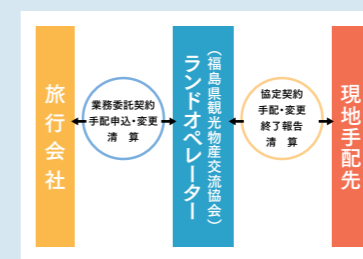 旅行会社
業務委託契約
手配申込・変更
清　算
ランドオペレーター
（福島県観光物産交流協会）
協定契約
手配・変更
終了報告
清　算
現地手配先